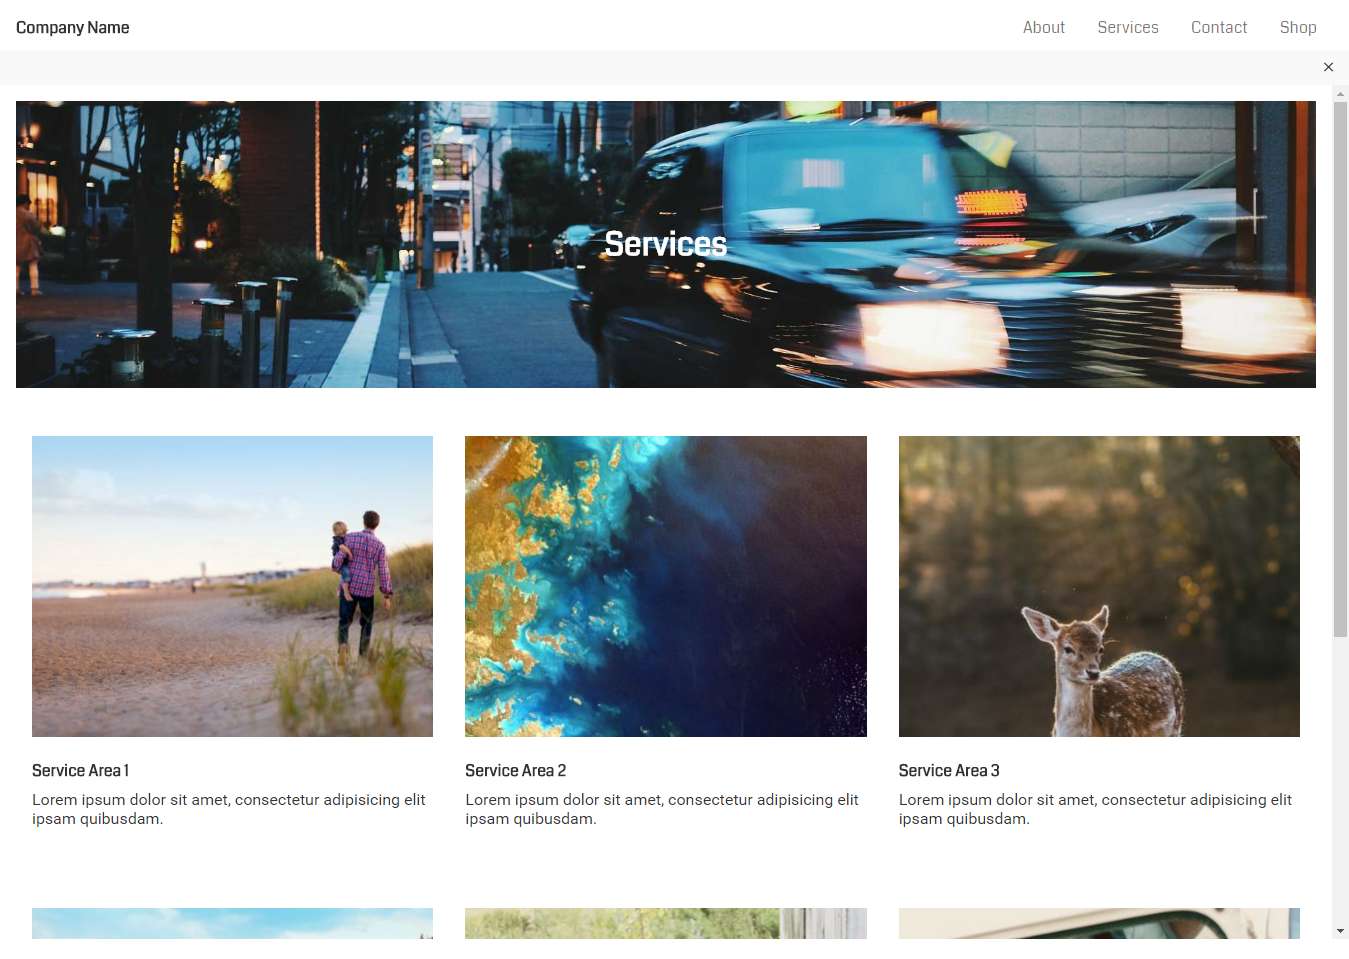 Company Name
About Services Contact Shop
Services
Service Area 1
Lorem ipsum dolor sit amet, consectetur adipisicing elit
ipsam quibusdam.
Service Area 2
Lorem ipsum dolor sit amet, consectetur adipisicing elit
ipsam quibusdam.
Service Area 3
Lorem ipsum dolor sit amet, consectetur adipisicing elit
ipsam quibusdam.